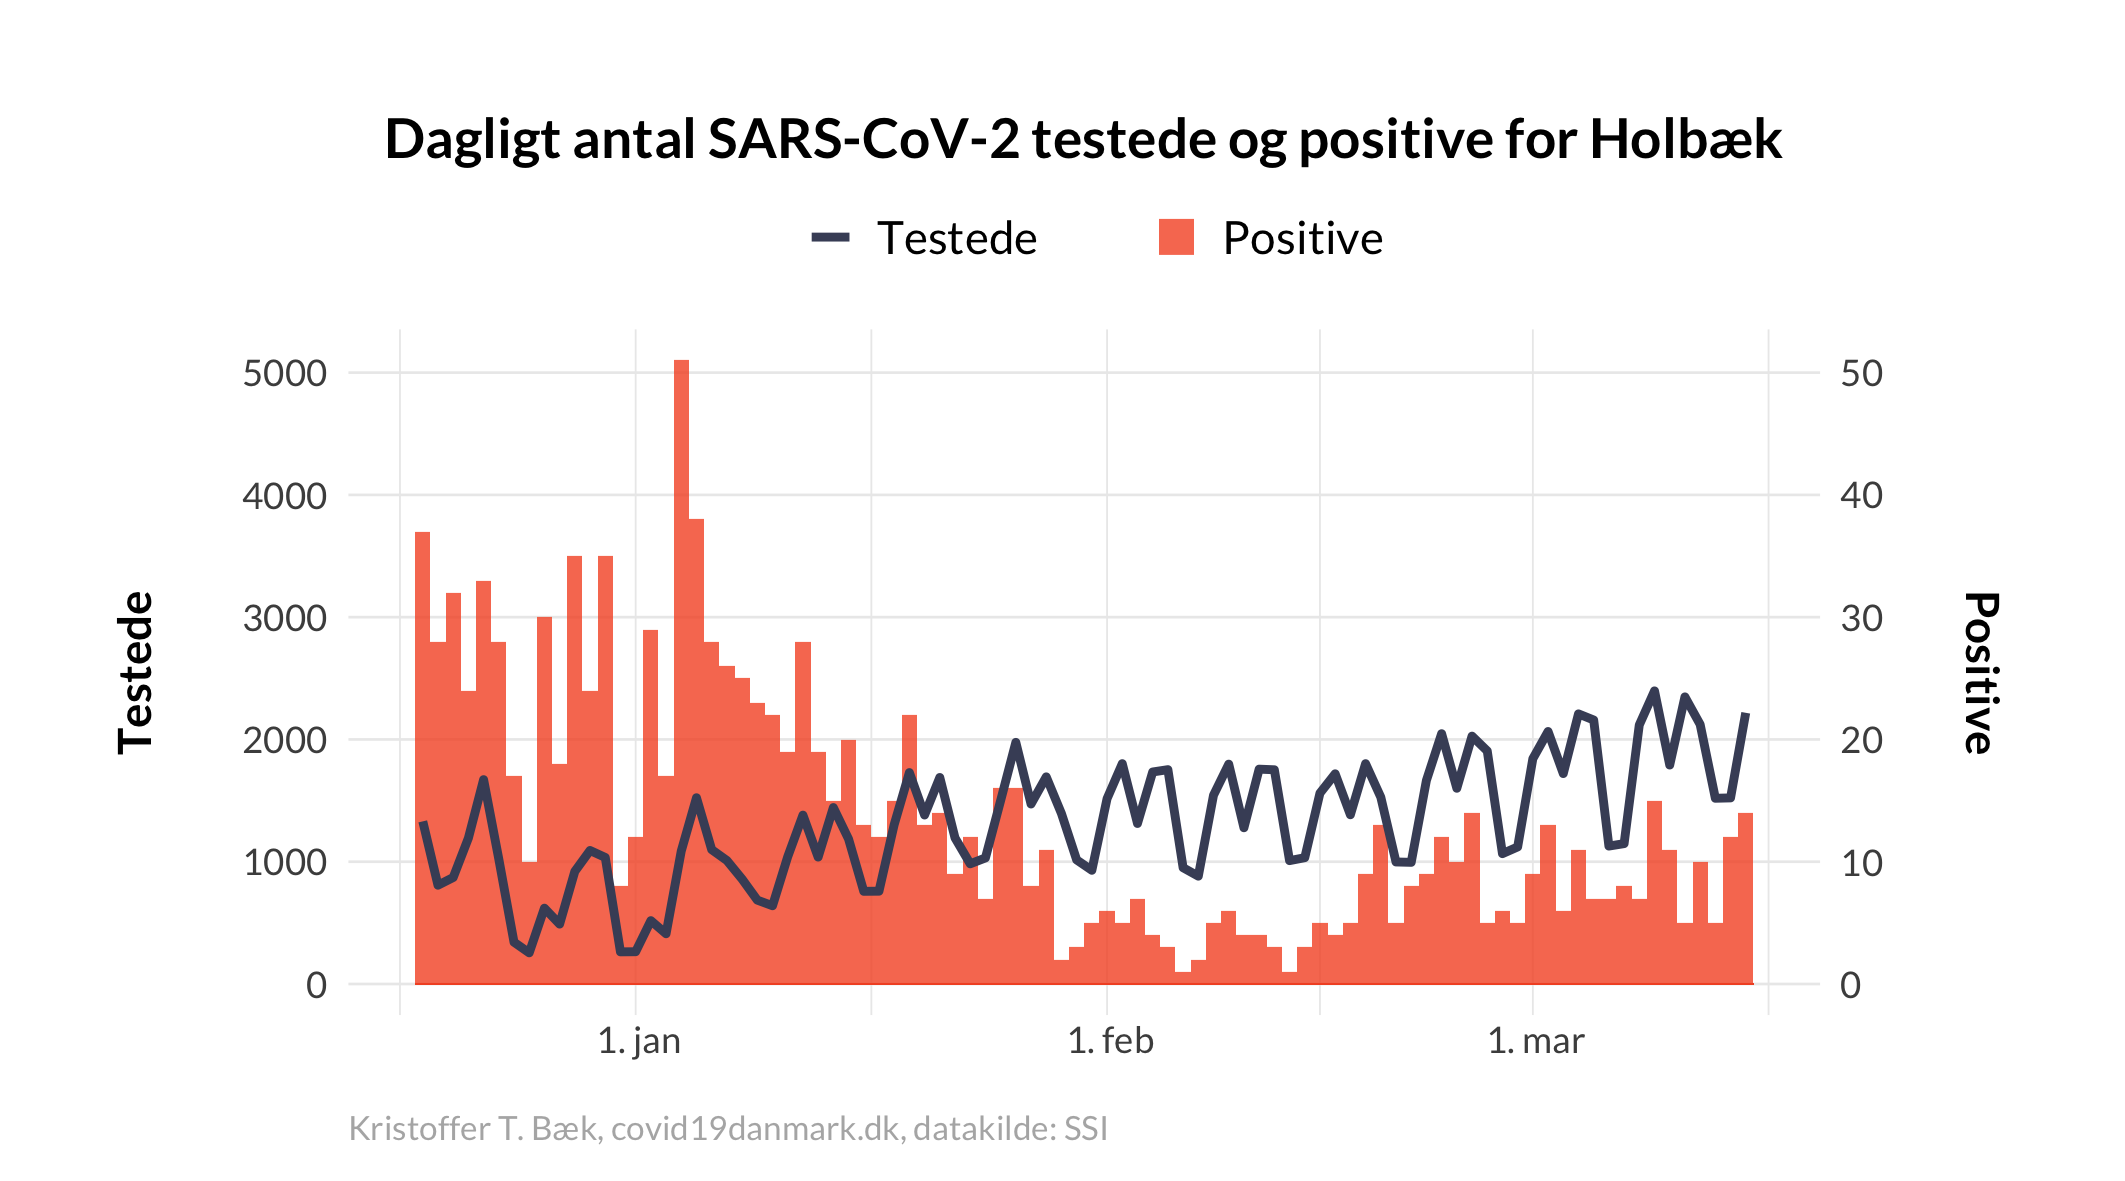 Dagligt antal SARS-CoV-2 testede og positive for Holbæk
Testede
Positive
5000
4000
3000
2000
1000
0
50
40
30
20
10
0
Testede
Positive
1. jan
1. feb
1. mar
Kristoffer T. Bæk, covid19danmark.dk, datakilde: SSI